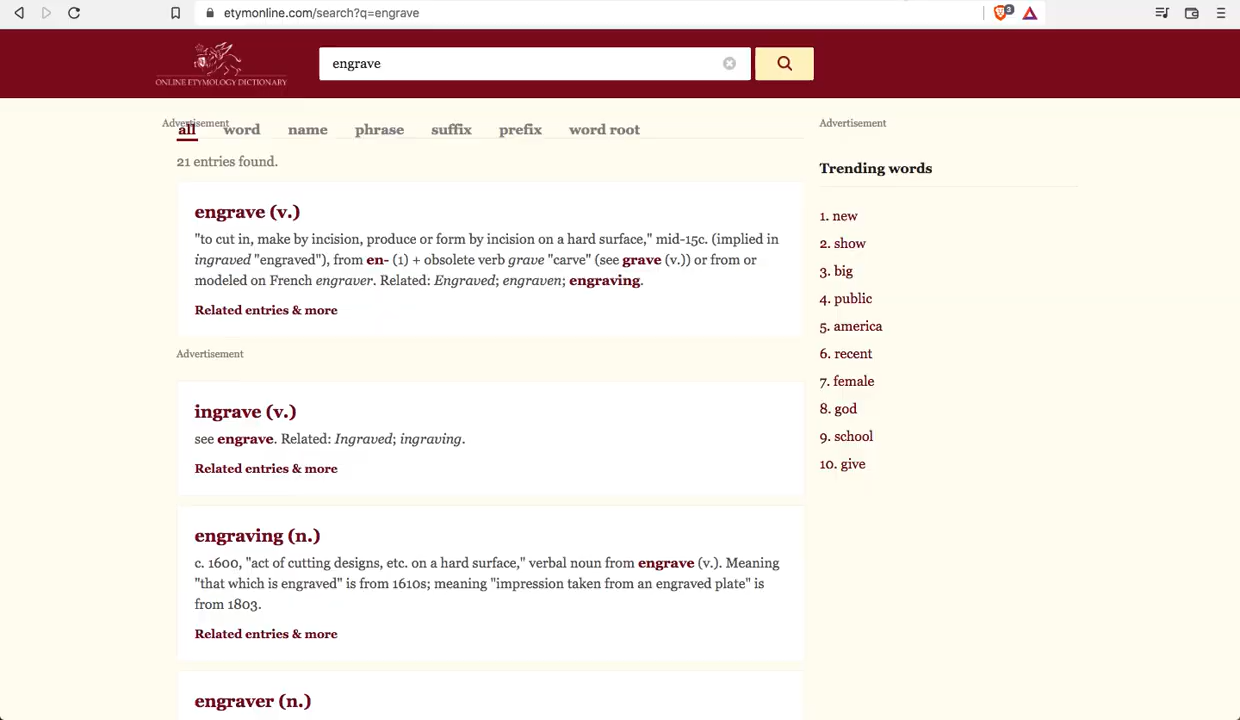 etymonline.com/search?q=engrave
3
ONLINE ETYMOLOGY DICTIONARY
engrave
Advertisement
all word name phrase suffix prefix word root
21 entries found.
engrave (v.)
"to cut in, make by incision, produce or form by incision on a hard surface," mid-15c. (implied in
ingraved "engraved"), from en- (1) + obsolete verb grave "carve" (see grave (v.)) or from or
modeled on French engraver. Related: Engraved; engraven; engraving.
Related entries & more
Advertisement
ingrave (v.)
see engrave. Related: Ingraved; ingraving.
Related entries & more
engraving (n.)
c. 1600, "act of cutting designs, etc. on a hard surface," verbal noun from engrave (v.). Meaning
"that which is engraved" is from 1610s; meaning "impression taken from an engraved plate" is
from 1803.
Related entries & more
engraver (n.)
Advertisement
Trending words
1. new
2. show
3. big
4. public
5. america
6. recent
7. female
8. god
9. school
10. give